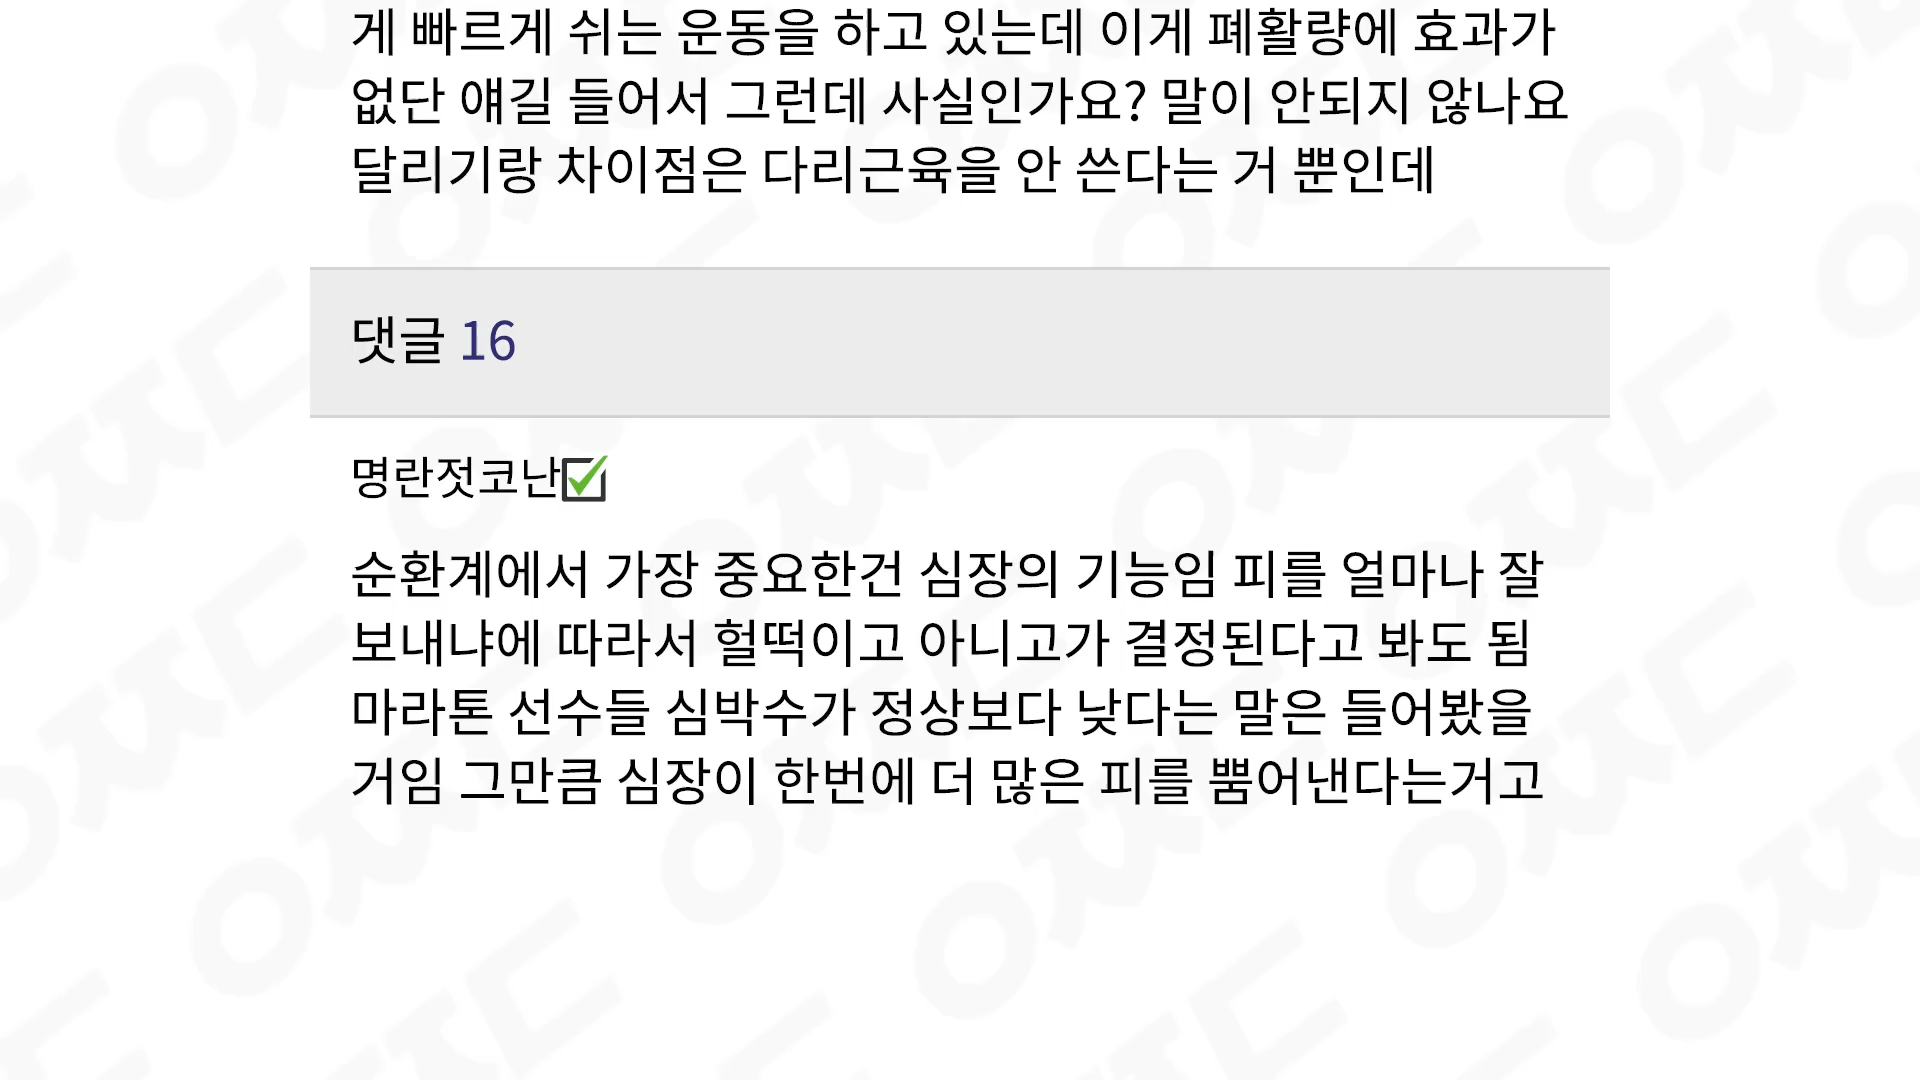 게 빠르게 쉬는 운동을 하고 있는데 이게 폐활량에 효과가
없단 얘길 들어서 그런데 사실인가요? 말이 안되지 않나요
달리기랑 차이점은 다리근육을 안 쓴다는 거 뿐인데
댓글 16
명란젓코난
순환계에서 가장 중요한건 심장의 기능임 피를 얼마나 잘
보내냐에 따라서 헐떡이고 아니고가 결정된다고 봐도 됨
마라톤 선수들 심박수가 정상보다 낮다는 말은 들어봤을
거임 그만큼 심장이 한번에 더 많은 피를 뿜어낸다는거고